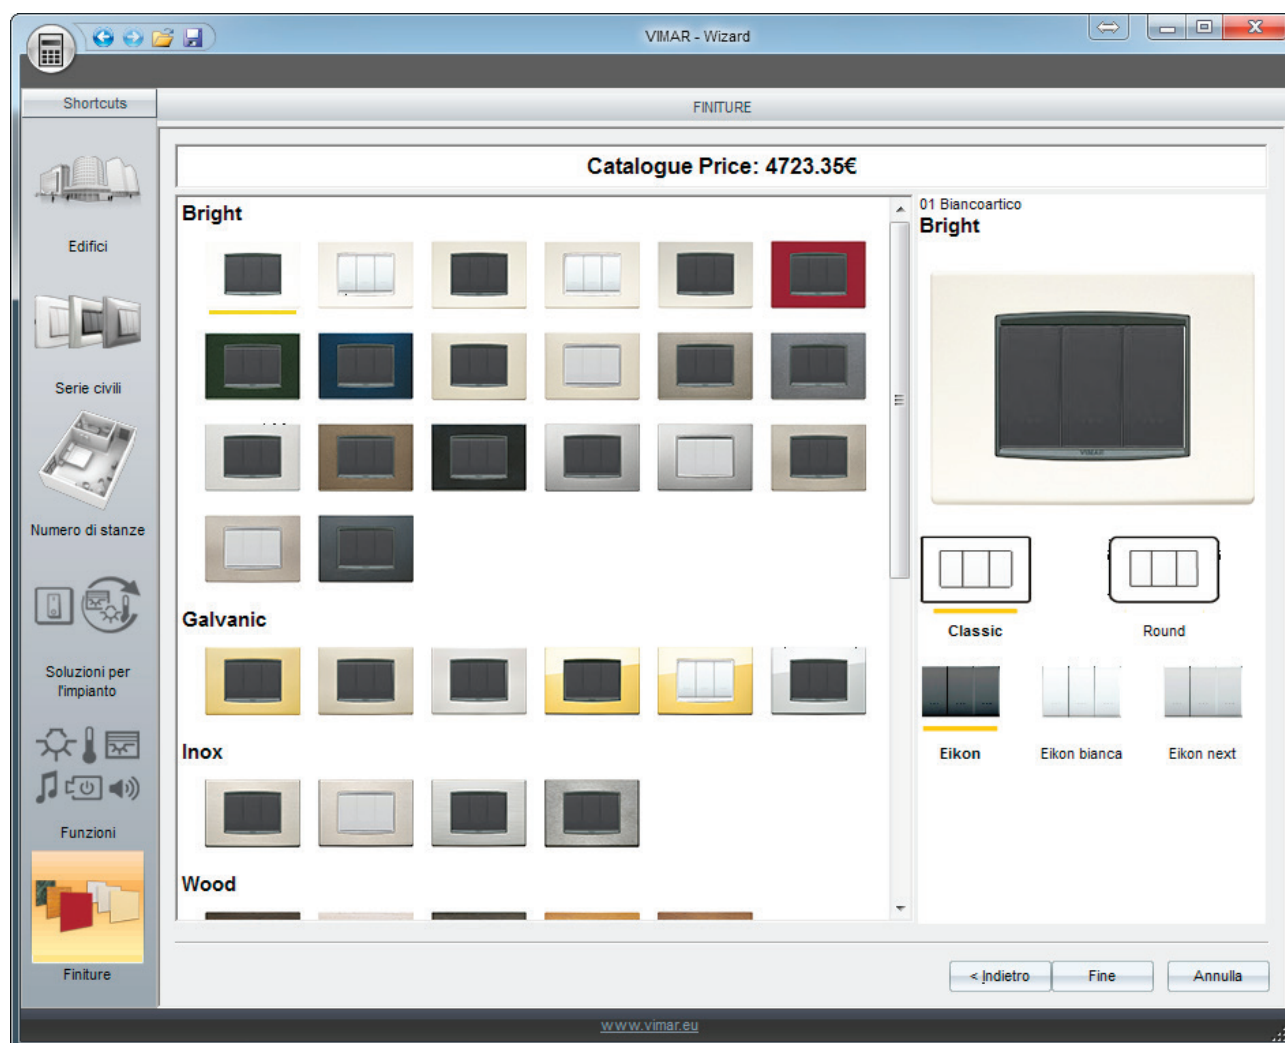 VIMAR - Wizard
Shortcuts
FINITURE
Catalogue Price: 4723.35€
Edifici
Serie civili
Numero di stanze
Soluzioni per
l'impianto
Funzioni
Finiture
Bright
Galvanic
Inox
Wood
01 Biancoartico
Bright
VIMAR
Classic
Round
Eikon
Eikon bianca
Eikon next
< Indietro
Fine
Annulla
www.vimar.eu